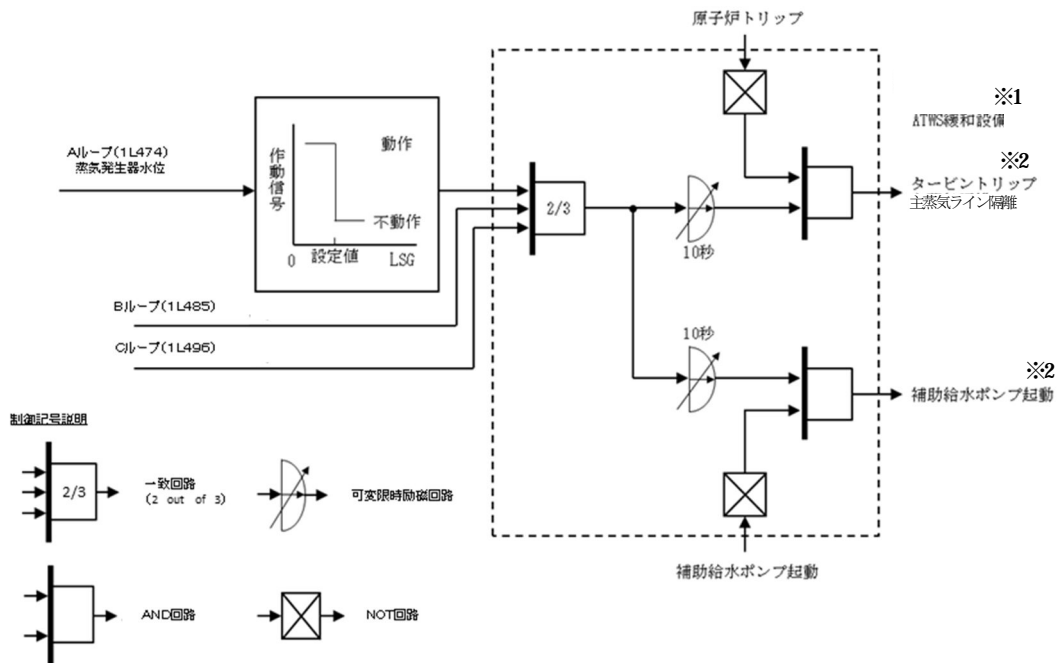 原子炉トリップ
※1
ATWS緩和設備
※2
タービントリップ
主蒸気ライン隔離
Aループ(1L474)
蒸気発生器水位
作動信号
動作
不動作
0
設定値
LSG
2/3
10秒
Bループ(1L485)
Cループ(1L496)
10秒
※2
補助給水ポンプ起動
補助給水ポンプ起動
制御記号説明
2/3
一致回路
(2 out of 3)
可変限時励磁回路
AND回路
NOT回路